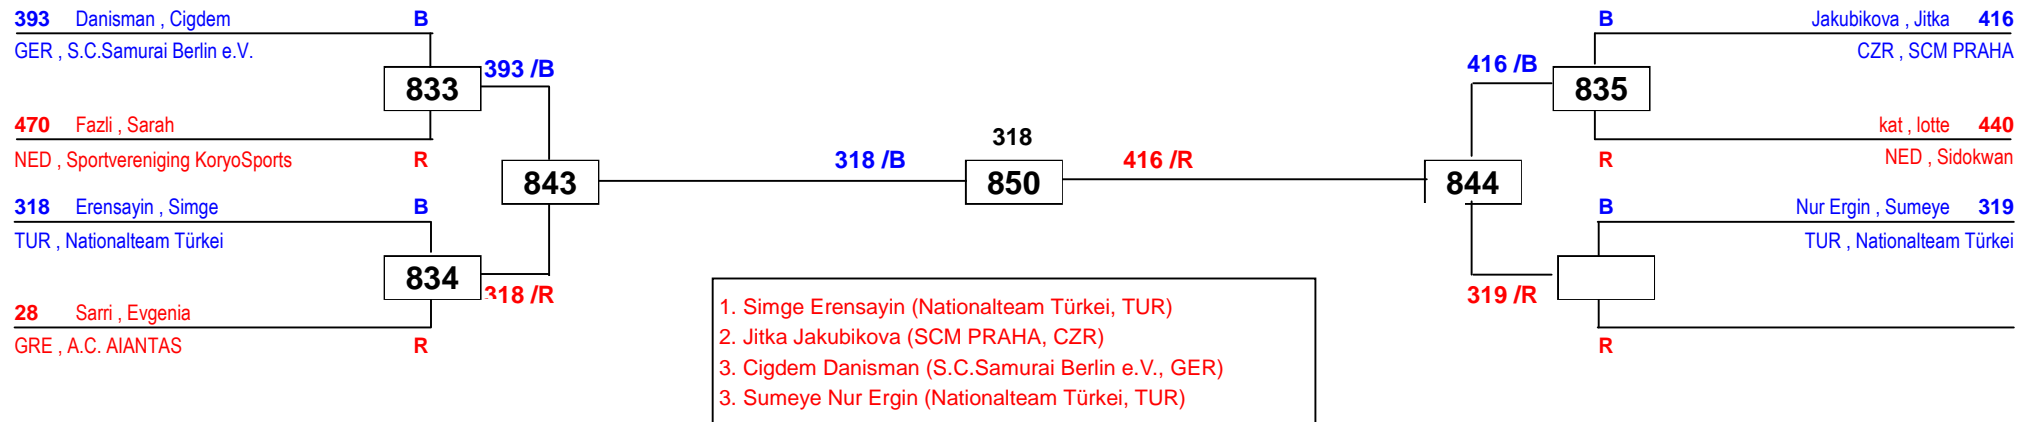 393 Danisman , Cigdem B
GER , S.C.Samurai Berlin e.V.
393 /B
833
470 Fazli , Sarah
NED , Sportvereniging KoryoSports R
843
318 Erensayin , Simge B
TUR , Nationalteam Türkei
834
318 /R
28 Sarri , Evgenia
GRE , A.C. AIANTAS R
318 /B
318
850
416 /R
B Jakubikova , Jitka 416
CZR , SCM PRAHA
416 /B
835
kat , lotte 440
R NED , Sidokwan
844
B Nur Ergin , Sumeye 319
TUR , Nationalteam Türkei
319 /R
R
1. Simge Erensayin (Nationalteam Türkei, TUR)
2. Jitka Jakubikova (SCM PRAHA, CZR)
3. Cigdem Danisman (S.C.Samurai Berlin e.V., GER)
3. Sumeye Nur Ergin (Nationalteam Türkei, TUR)